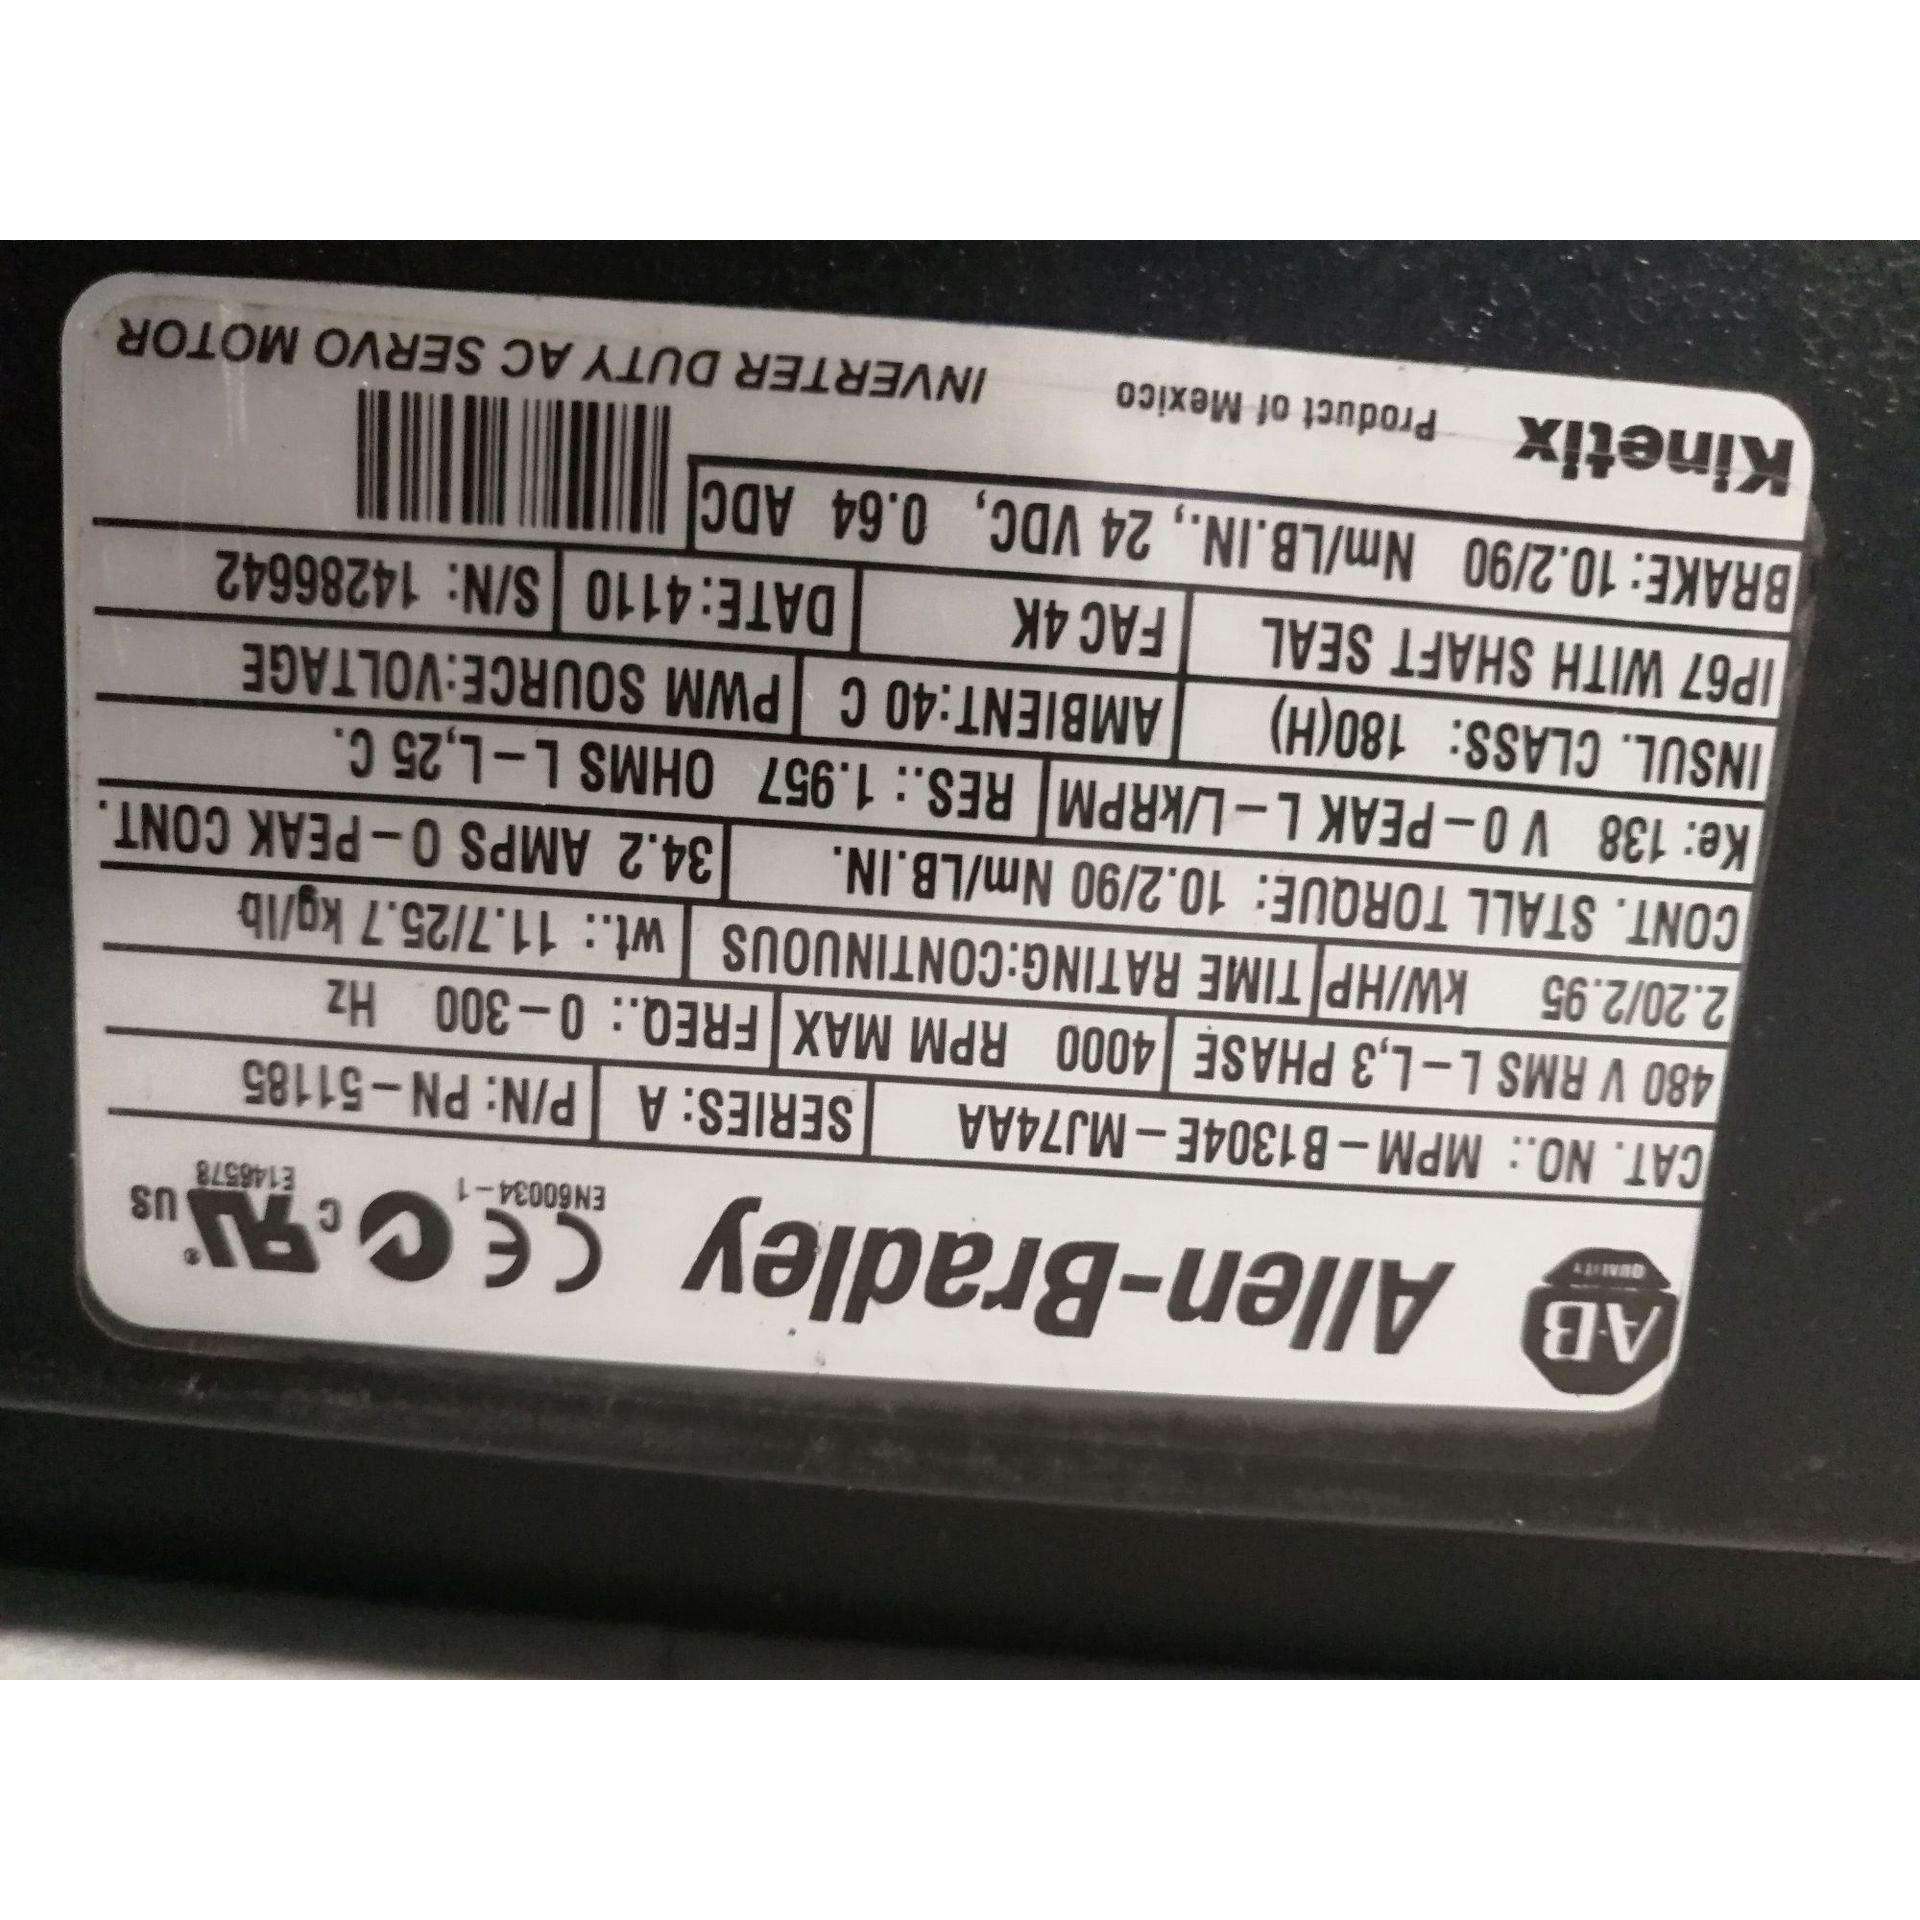 A-B
QUALITY
Allen-Bradley
CE
EN60034-1
C
®
US
E146578
CAT. NO.: MPM-B1304E-MJ74AA SERIES: A P/N: PN-51185
480 V RMS L-L,3 PHASE 4000 RPM MAX FREQ.: 0-300 Hz
2.20/2.95 kW/HP TIME RATING:CONTINUOUS wt.: 11.7/25.7 kg/lb
CONT. STALL TORQUE: 10.2/90 Nm/LB.IN. 34.2 AMPS 0-PEAK CONT.
Ke: 138 V 0-PEAK L-L/kRPM RES.: 1.957 OHMS L-L,25 C.
INSUL. CLASS: 180(H) AMBIENT:40 C PWM SOURCE:VOLTAGE
IP67 WITH SHAFT SEAL FAC 4K DATE:4110 S/N: 14286642
BRAKE: 10.2/90 Nm/LB.IN., 24 VDC, 0.64 ADC
Kinetix Product of Mexico INVERTER DUTY AC SERVO MOTOR